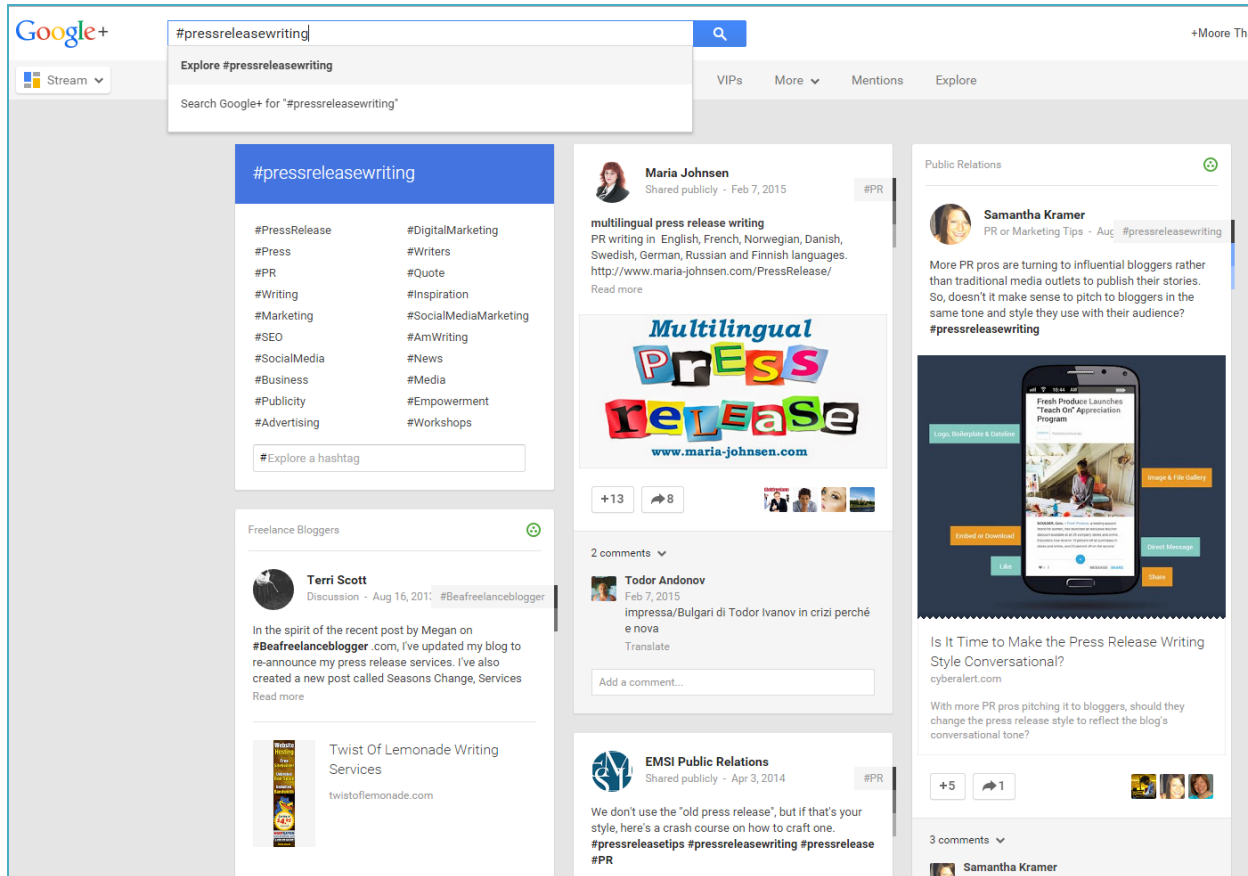 Google+
#pressreleasewriting
+Moore Th
Explore #pressreleasewriting
Search Google+ for "#pressreleasewriting"
Stream
VIPs
More
Mentions
Explore
#pressreleasewriting
#PressRelease
#DigitalMarketing
#Press
#Writers
#PR
#Quote
#Writing
#Inspiration
#Marketing
#SocialMediaMarketing
#SEO
#AmWriting
#SocialMedia
#News
#Business
#Media
#Publicity
#Empowerment
#Advertising
#Workshops
#Explore a hashtag
Freelance Bloggers
Terri Scott
Discussion - Aug 16, 201
#Beafreelanceblogger
In the spirit of the recent post by Megan on
#Beafreelanceblogger .com, I've updated my blog to
re-announce my press release services. I've also
created a new post called Seasons Change, Services
Read more
Website
Hosting
Twist Of Lemonade Writing
Services
twistoflemonade.com
Maria Johnsen
Shared publicly - Feb 7, 2015
#PR
multilingual press release writing
PR writing in English, French, Norwegian, Danish,
Swedish, German, Russian and Finnish languages.
http://www.maria-johnsen.com/PressRelease/
Read more
Multilingual
PrEsS
reLEaSe
www.maria-johnsen.com
+13
8
2 comments
Todor Andonov
Feb 7, 2015
impressa/Bulgari di Todor Ivanov in crizi perché
e nova
Translate
Add a comment...
EMSI Public Relations
Shared publicly - Apr 3, 2014
#PR
We don't use the "old press release", but if that's your
style, here's a crash course on how to craft one.
#pressreleasetips #pressreleasewriting #pressrelease
#PR
Public Relations
Samantha Kramer
PR or Marketing Tips - Aug
#pressreleasewriting
More PR pros are turning to influential bloggers rather
than traditional media outlets to publish their stories.
So, doesn't it make sense to pitch to bloggers in the
same tone and style they use with their audience?
#pressreleasewriting
10:44 AM
Fresh Produce Launches
"Teach On" Appreciation
Program
Logo, Boilerplate & Dateline
Image & File Gallery
Embed or Download
Direct Message
Like
MESSAGE SHARE
Share
Is It Time to Make the Press Release Writing
Style Conversational?
cyberalert.com
With more PR pros pitching it to bloggers, should they
change the press release style to reflect the blog's
conversational tone?
+5
1
3 comments
Samantha Kramer